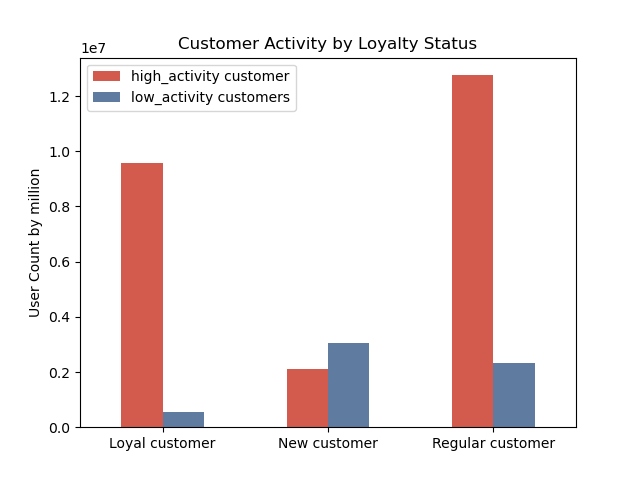 Customer Activity by Loyalty Status
1e7
high_activity customer
low_activity customers
User Count by million
1.2
1.0
0.8
0.6
0.4
0.2
0.0
Loyal customer
New customer
Regular customer